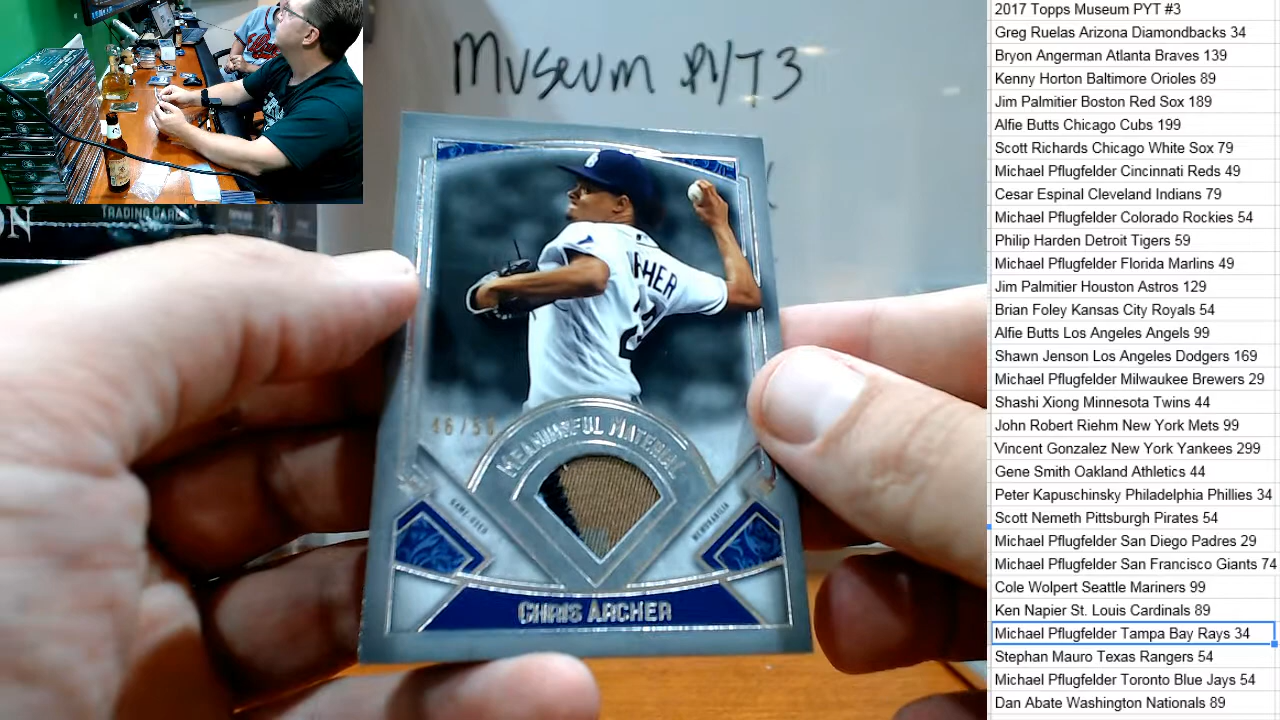 2017 Topps Museum PYT #3
Greg Ruelas Arizona Diamondbacks 34
Bryon Angerman Atlanta Braves 139
Kenny Horton Baltimore Orioles 89
Jim Palmitier Boston Red Sox 189
Alfie Butts Chicago Cubs 199
Scott Richards Chicago White Sox 79
Michael Pflugfelder Cincinnati Reds 49
Cesar Espinal Cleveland Indians 79
Michael Pflugfelder Colorado Rockies 54
Philip Harden Detroit Tigers 59
Michael Pflugfelder Florida Marlins 49
Jim Palmitier Houston Astros 129
Brian Foley Kansas City Royals 54
Alfie Butts Los Angeles Angels 99
Shawn Jenson Los Angeles Dodgers 169
Michael Pflugfelder Milwaukee Brewers 29
Shashi Xiong Minnesota Twins 44
John Robert Riehm New York Mets 99
Vincent Gonzalez New York Yankees 299
Gene Smith Oakland Athletics 44
Peter Kapuschinsky Philadelphia Phillies 34
Scott Nemeth Pittsburgh Pirates 54
Michael Pflugfelder San Diego Padres 29
Michael Pflugfelder San Francisco Giants 74
Cole Wolpert Seattle Mariners 99
Ken Napier St. Louis Cardinals 89
Michael Pflugfelder Tampa Bay Rays 34
Stephan Mauro Texas Rangers 54
Michael Pflugfelder Toronto Blue Jays 54
Dan Abate Washington Nationals 89
Museum PYT 3
TRADING CARDS
MEANINGFUL MATERIAL
GAME-USED
MEMORABILIA
CHRIS ARCHER